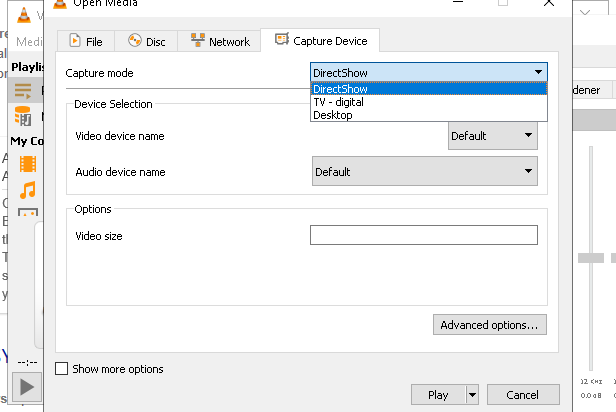 Open Media
Medi
File
Disc
Network
Capture Device
Playlis
Capture mode
DirectShow
DirectShow
TV - digital
Desktop
dener
Device Selection
Video device name
Default
My Co
Audio device name
Default
Options
Video size
Advanced options...
--:--
Show more options
12 KHz
0.0 dB
Play
Cancel